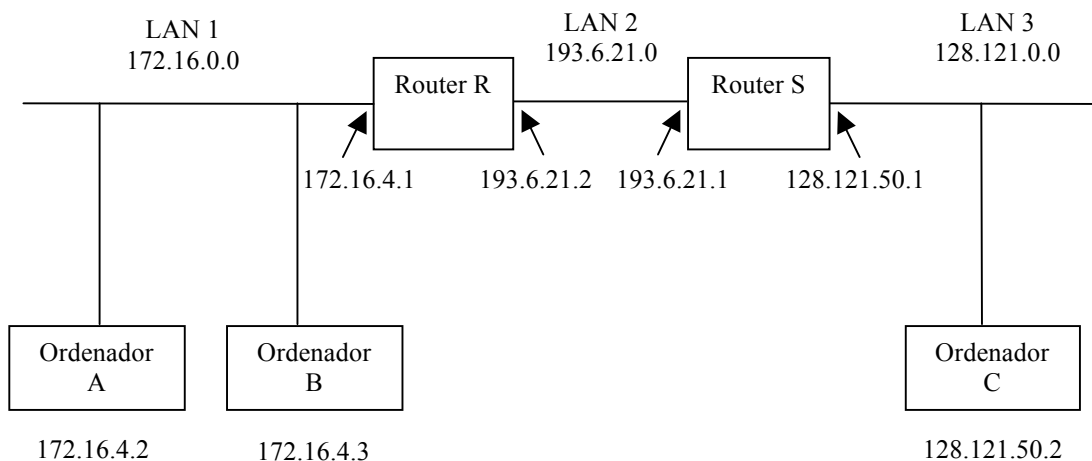 LAN 1
172.16.0.0
LAN 2
193.6.21.0
LAN 3
128.121.0.0
Router R
Router S
172.16.4.1
193.6.21.2
193.6.21.1
128.121.50.1
Ordenador
A
Ordenador
B
Ordenador
C
172.16.4.2
172.16.4.3
128.121.50.2